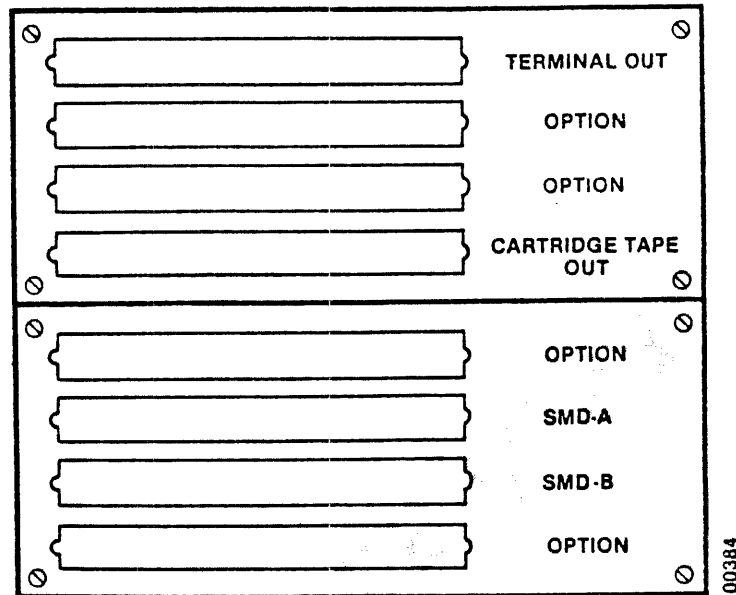 TERMINAL OUT
OPTION
OPTION
CARTRIDGE TAPE
OUT
OPTION
SMD-A
SMD-B
OPTION
00384